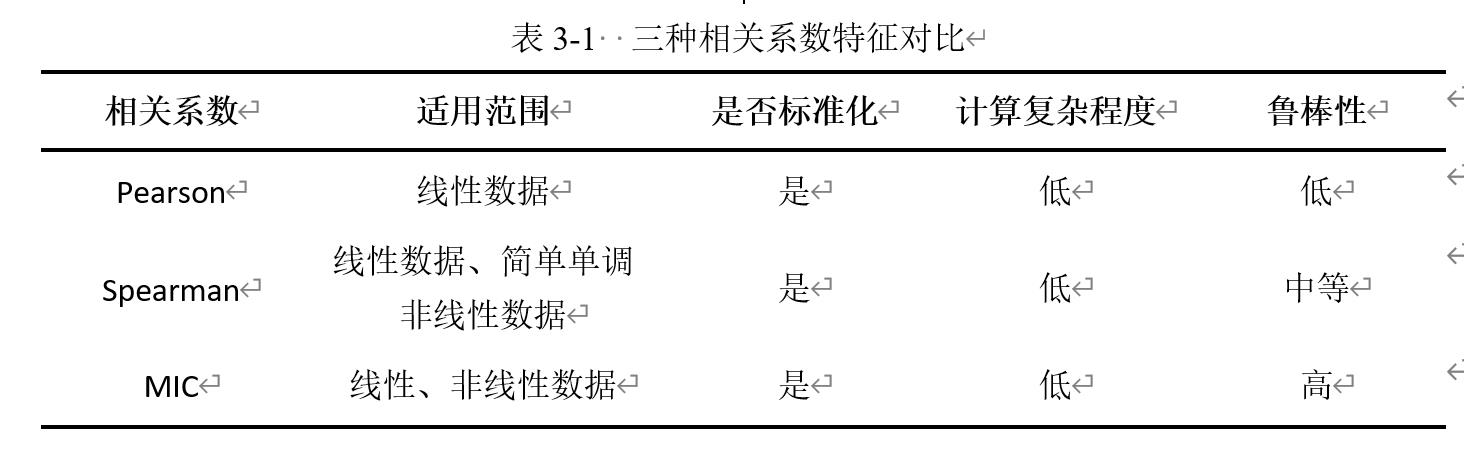 表 3-1 三种相关系数特征对比
相关系数 适用范围 是否标准化 计算复杂程度 鲁棒性
Pearson 线性数据 是 低 低
线性数据、简单单调
Spearman 是 低 中等
非线性数据
MIC 线性、非线性数据 是 低 高